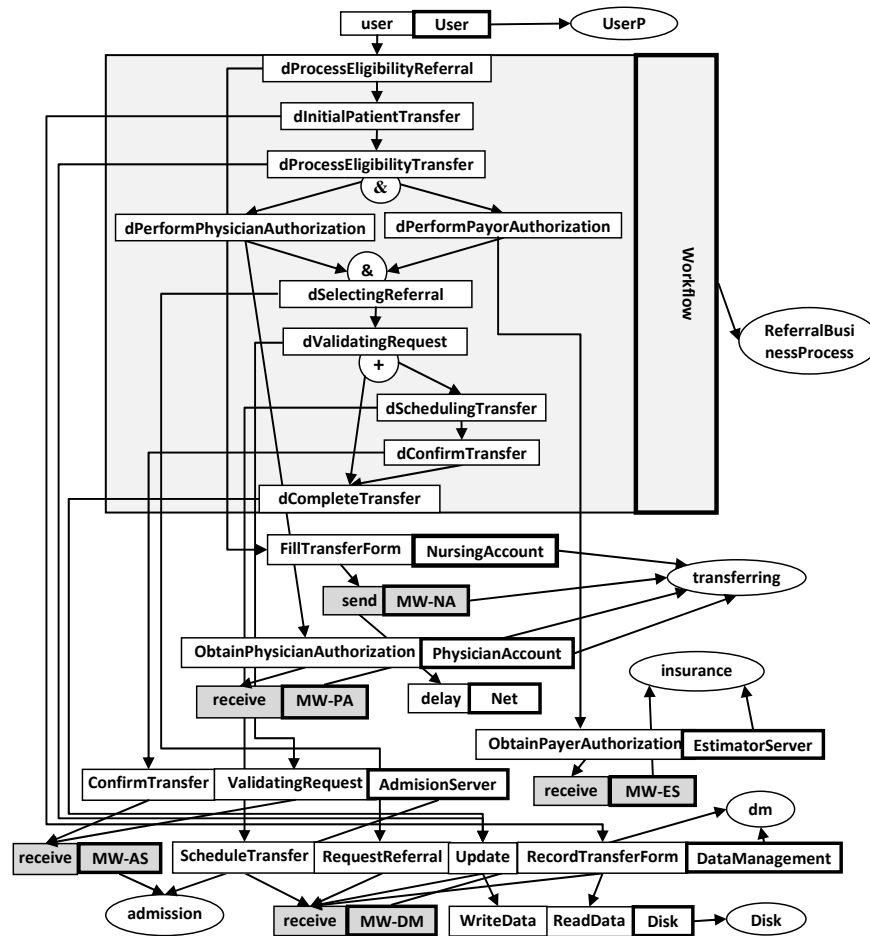 user User UserP
dProcessEligibilityReferral
dInitialPatientTransfer
dProcessEligibilityTransfer
&
dPerformPhysicianAuthorization dPerformPayorAuthorization
&
dSelectingReferral
Workflow
dValidatingRequest
ReferralBusi
nessProcess
+
dSchedulingTransfer
dConfirmTransfer
dCompleteTransfer
FillTransferForm NursingAccount
transferring
send MW-NA
ObtainPhysicianAuthorization PhysicianAccount
insurance
receive MW-PA delay Net
ObtainPayerAuthorization EstimatorServer
ConfirmTransfer ValidatingRequest AdmisionServer
receive MW-ES
dm
receive MW-AS ScheduleTransfer RequestReferral Update RecordTransferForm DataManagement
admission
receive MW-DM WriteData ReadData Disk Disk